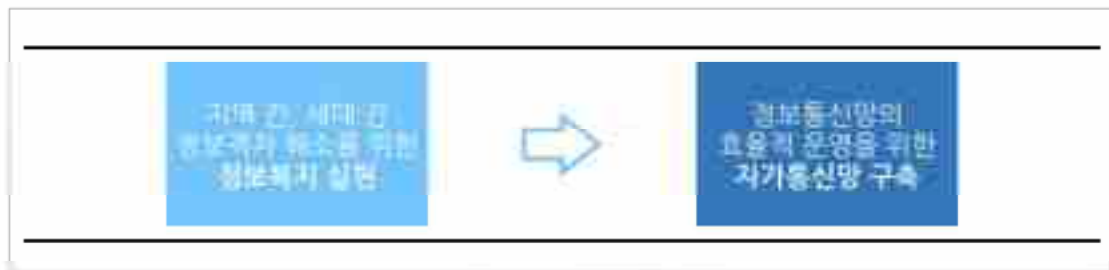 지역 간, 세대 간
정보격차 해소를 위한
정보복지 실현
정보통신망의
효율적 운영을 위한
자가통신망 구축